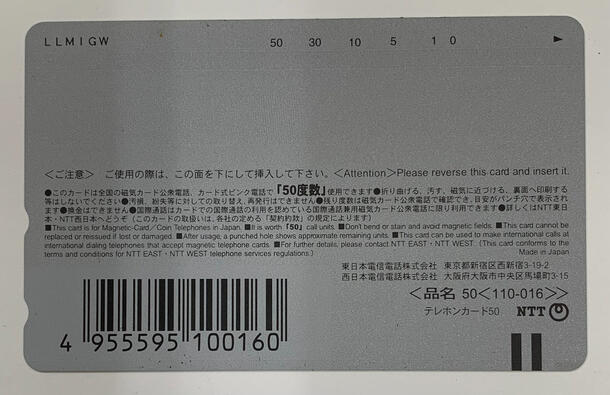 LLMIGW 50 30 10 5 1 0
<ご注意> ご使用の際は、この面を下にして挿入して下さい。<Attention>Please reverse this card and insert it.
●このカードは全国の磁気カード公衆電話、カード式ピンク電話で「50度数」使用できます●折り曲げる、汚す、磁気に近づける、裏面へ印刷する
等はしないでください●汚損、紛失等に対しての取り替え、再発行はできません●残り度数は磁気カード公衆電話で確認でき、目安がパンチ穴で表示され
ます●換金はできません●国際通話はカードでの国際通話の利用を認めている国際通話兼用磁気カード公衆電話に限り利用できます●詳しくはNTT東日
本・NTT西日本へどうぞ(このカードの取扱いは、各社の定める「契約約款」の規定によります)
■This card is for Magnetic-Card/Coin Telephones in Japan. ■It is worth「50」call units. ■Don't bend or stain and avoid magnetic fields. ■This card cannot be
replaced or reissued if lost or damaged. ■After usage, a punched hole shows approximate remaining units. ■This card can be used to make international calls at
international dialing telephones that accept magnetic telephone cards. ■For further details, please contact NTT EAST・NTT WEST. (This card conforms to the
terms and conditions for NTT EAST・NTT WEST telephone services regulations.)
Made in Japan
東日本電信電話株式会社 東京都新宿区西新宿3-19-2
西日本電信電話株式会社 大阪府大阪市中央区馬場町3-15
<品名 50<110-016>>
テレホンカード50 NTT
4 955595 100160